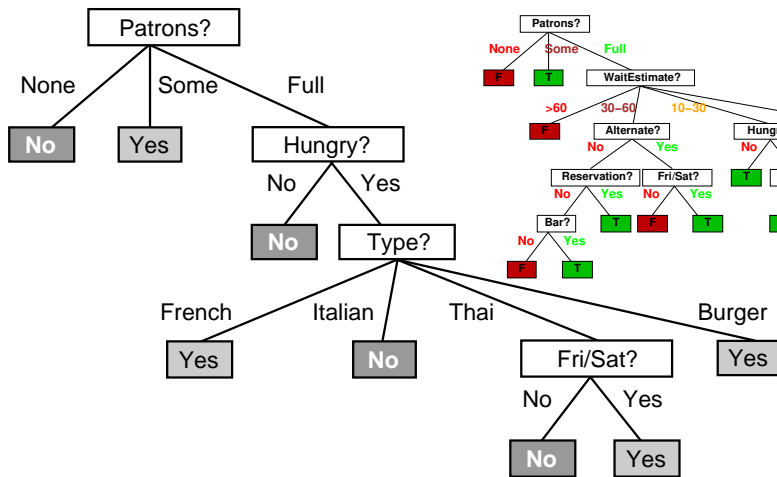 Patrons?
None Some Full
No Yes Hungry?
No Yes
No Type?
French Italian Thai Burger
Yes No Fri/Sat? Yes
No Yes
No Yes
Patrons?
None Some Full
F T WaitEstimate?
>60 30−60 10−30
F Alternate?
No Yes No
Reservation? Fri/Sat? T
No Yes No Yes
Bar? T F T
No Yes
F T